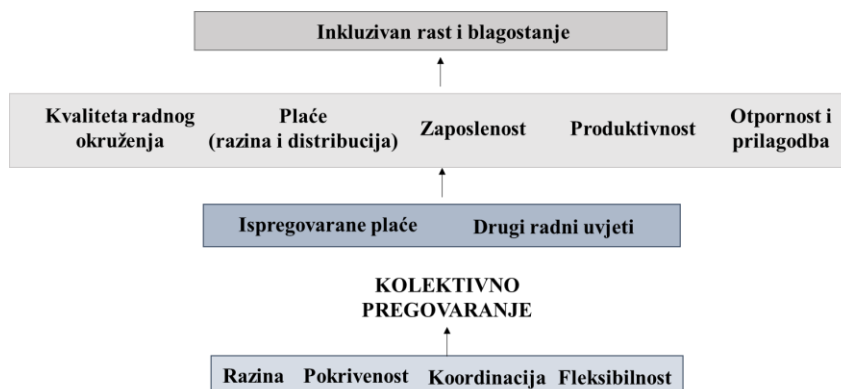 Inkluzivan rast i blagostanje
Kvaliteta radnog
okruženja
Plaće
(razina i distribucija)
Zaposlenost
Produktivnost
Otpornost i
prilagodba
Ispregovarane plaće
Drugi radni uvjeti
KOLEKTIVNO
PREGOVARANJE
Razina
Pokrivenost
Koordinacija
Fleksibilnost